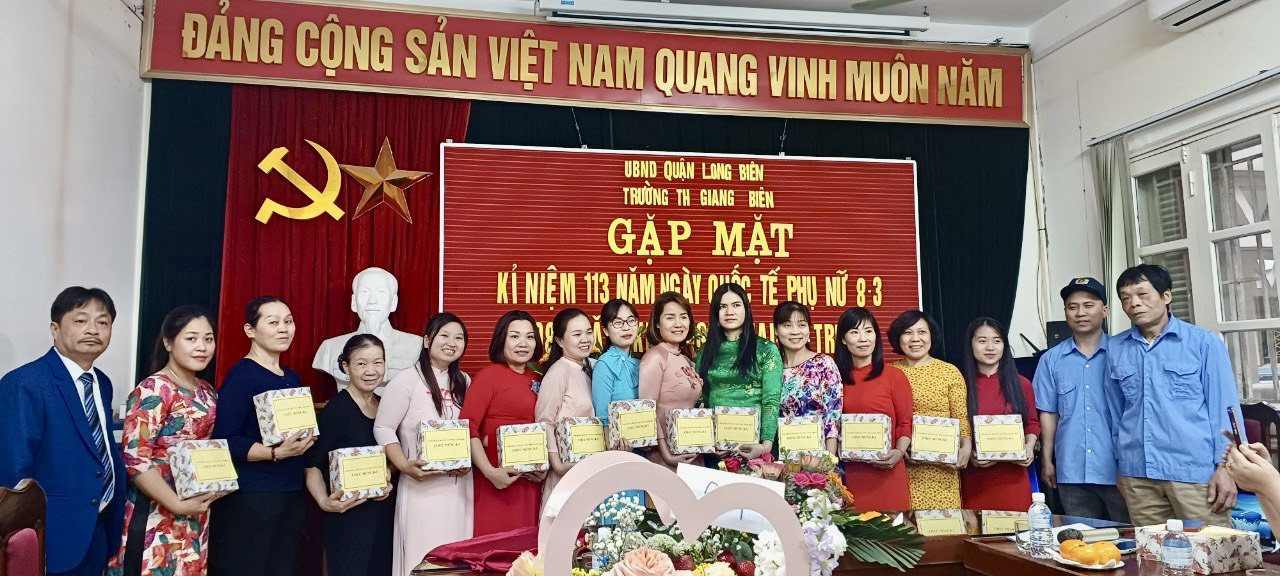 ĐẢNG CỘNG SẢN VIỆT NAM QUANG VINH MUÔN NĂM
UBND QUẬN LONG BIÊN
TRƯỜNG TH GIANG BIÊN
GẶP MẶT
KỈ NIỆM 113 NĂM NGÀY QUỐC TẾ PHỤ NỮ 8-3